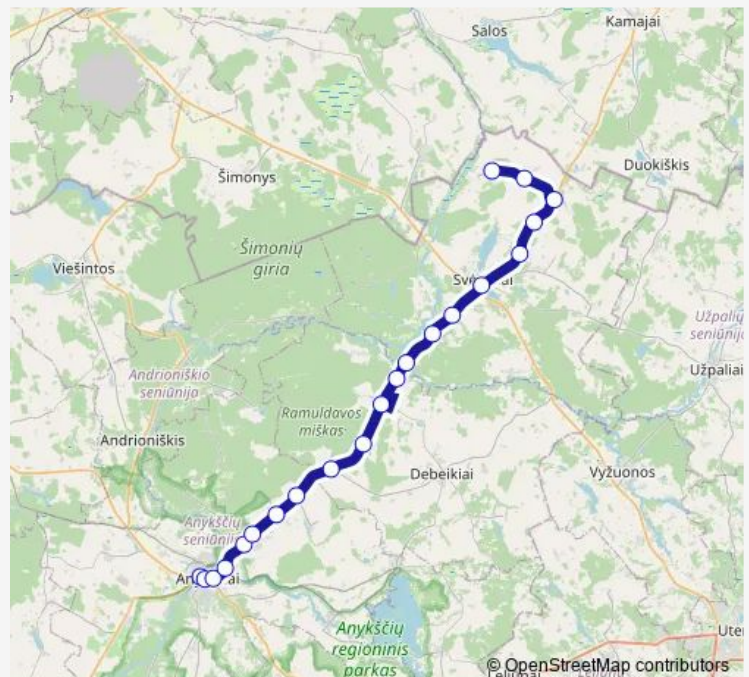 Salos
Kamajai
Duokiškis
Šimonys
Šimonių
giria
Viešintos
Užpalių
seniūnija
Užpaliai
Andrioniškio
seniūnija
Ramuldavos
miškas
Andrioniškis
Debeikiai
Vyžuonos
Anykščių
seniūnija
Anykščių
regioninis
parkas
© OpenStreetMap contributors